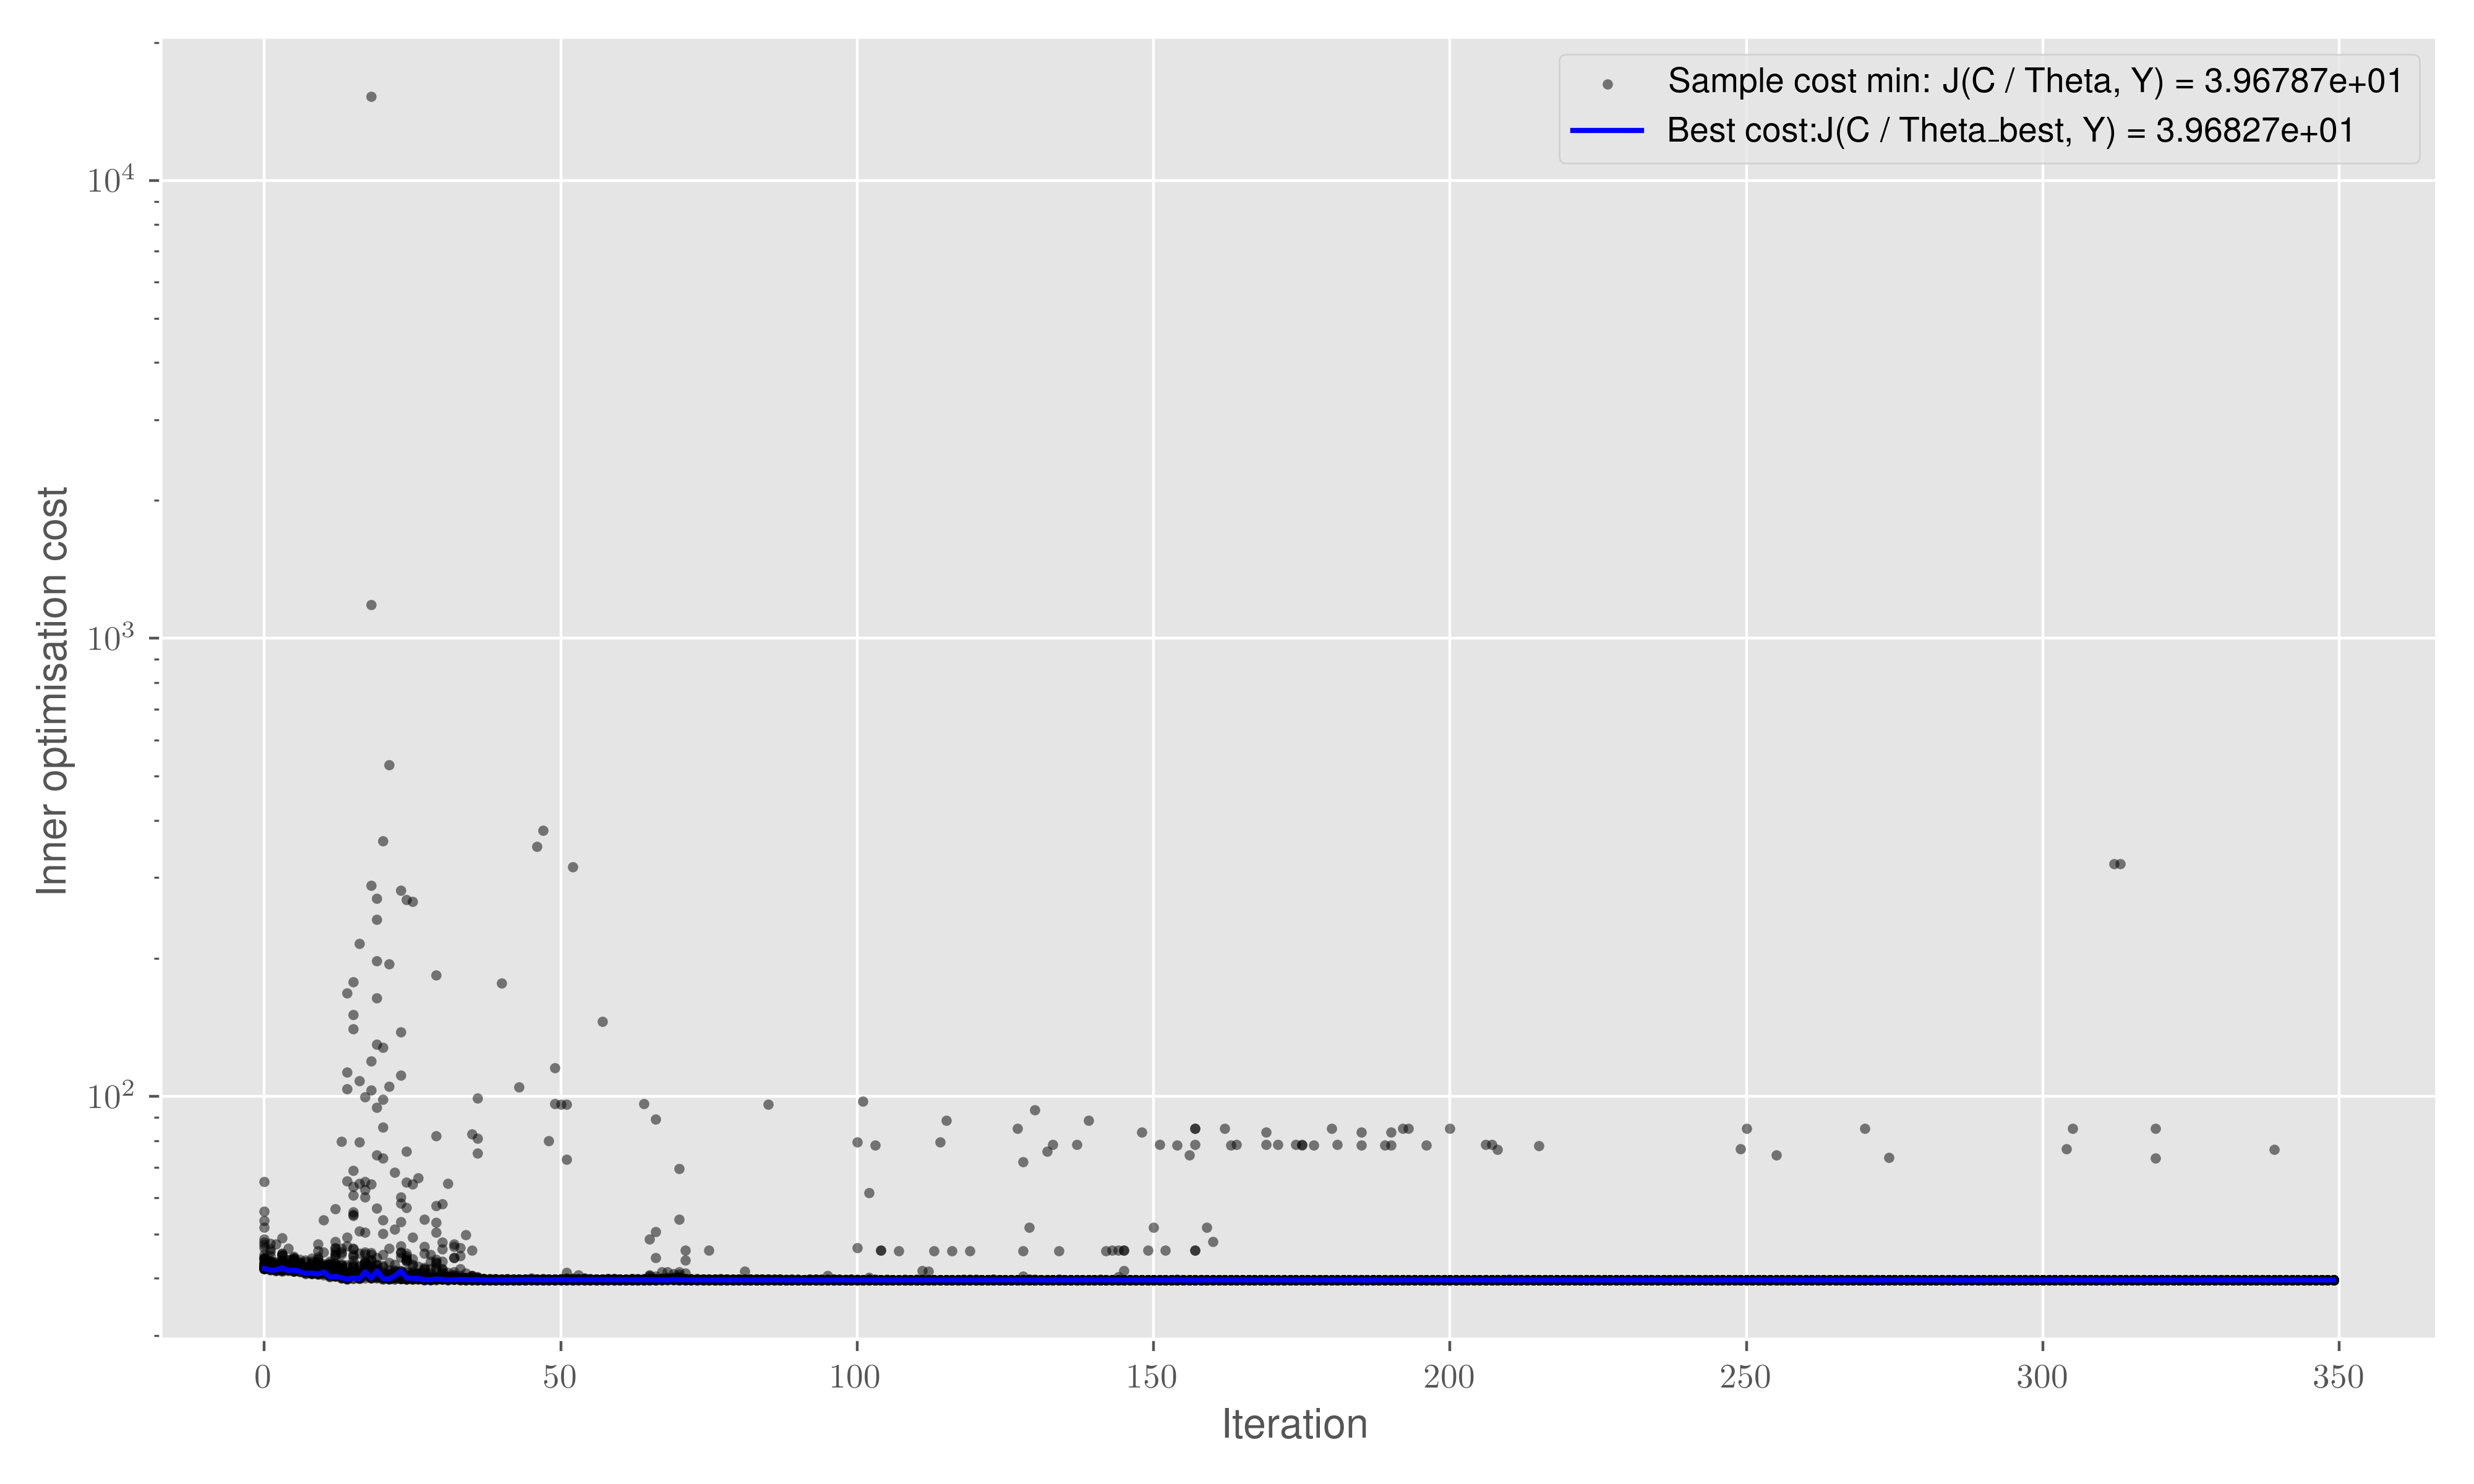 Sample cost min: J(C / Theta, Y) = 3.96787e+01
Best cost:J(C / Theta_best, Y) = 3.96827e+01
10^4
10^3
10^2
Inner optimisation cost
0 50 100 150 200 250 300 350
Iteration